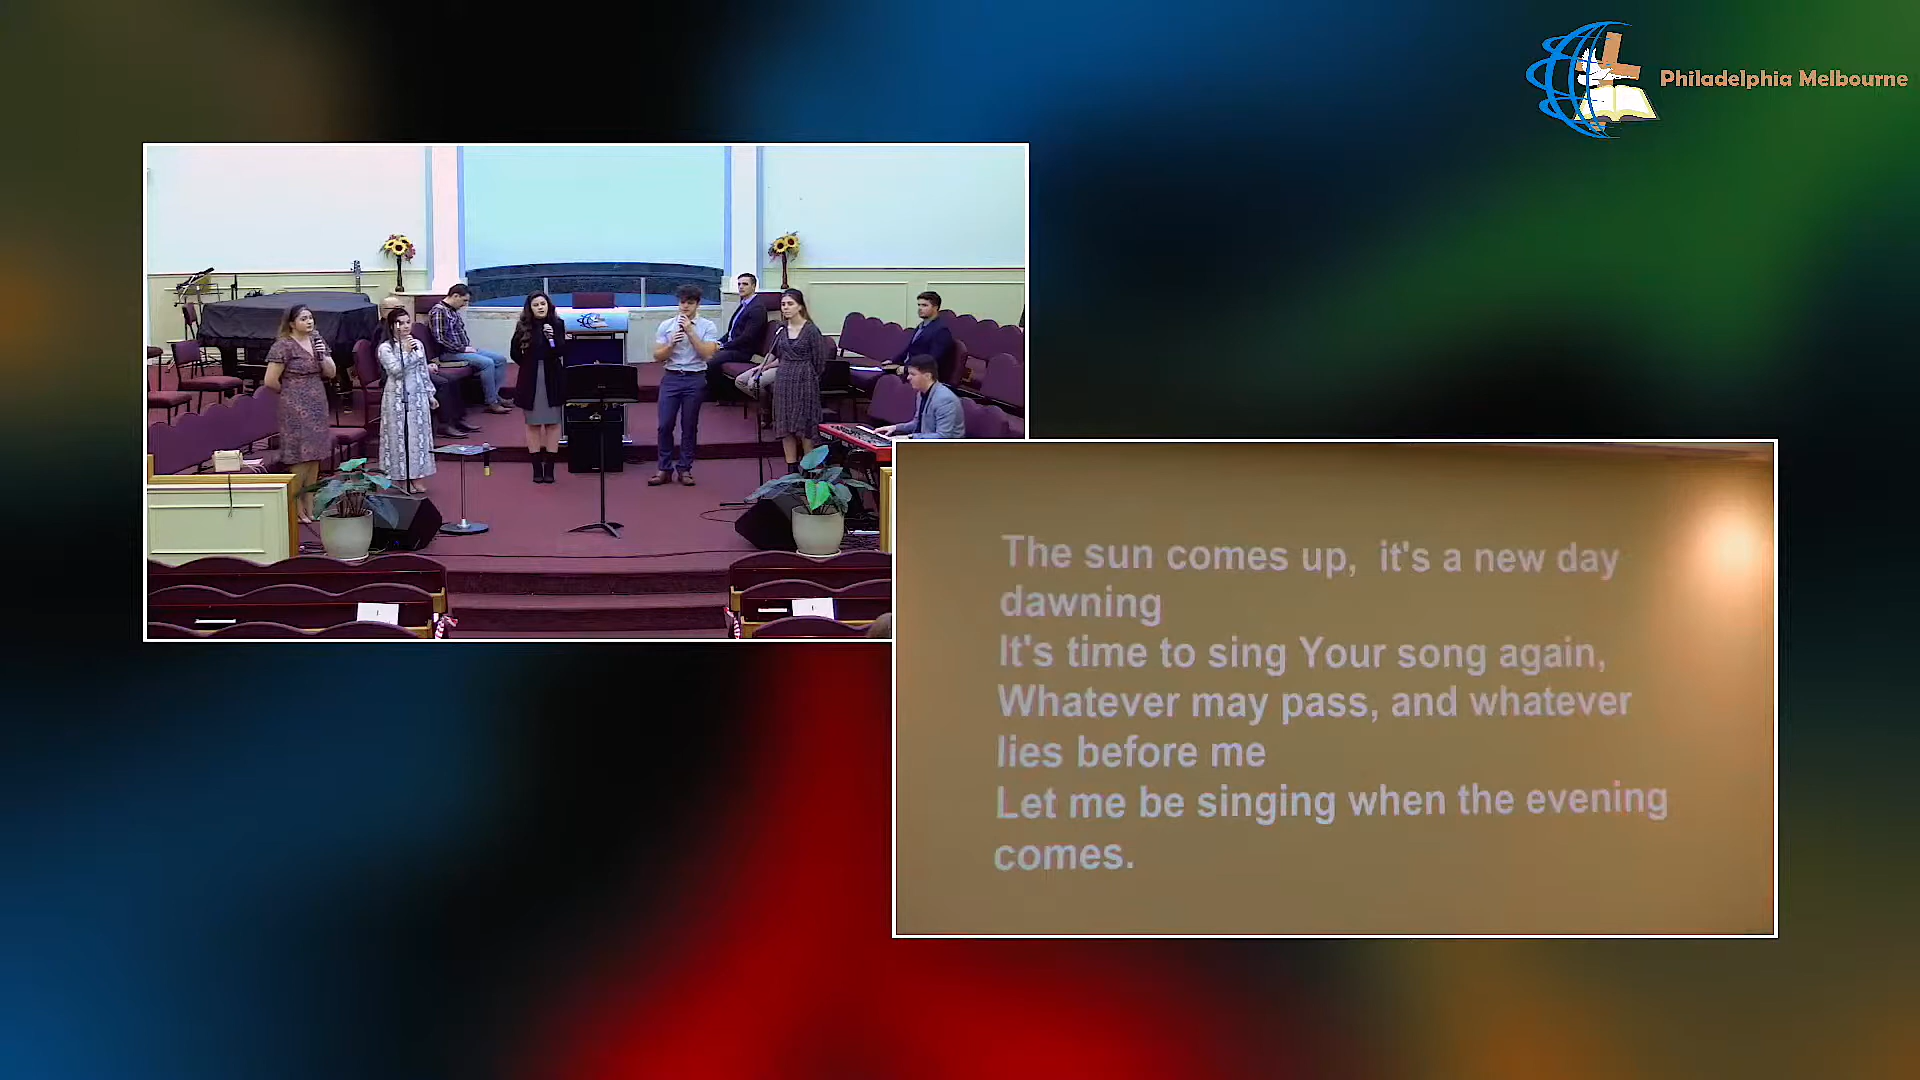 Philadelphia Melbourne
The sun comes up,  it's a new day
dawning
It's time to sing Your song again,
Whatever may pass, and whatever
lies before me
Let me be singing when the evening
comes.